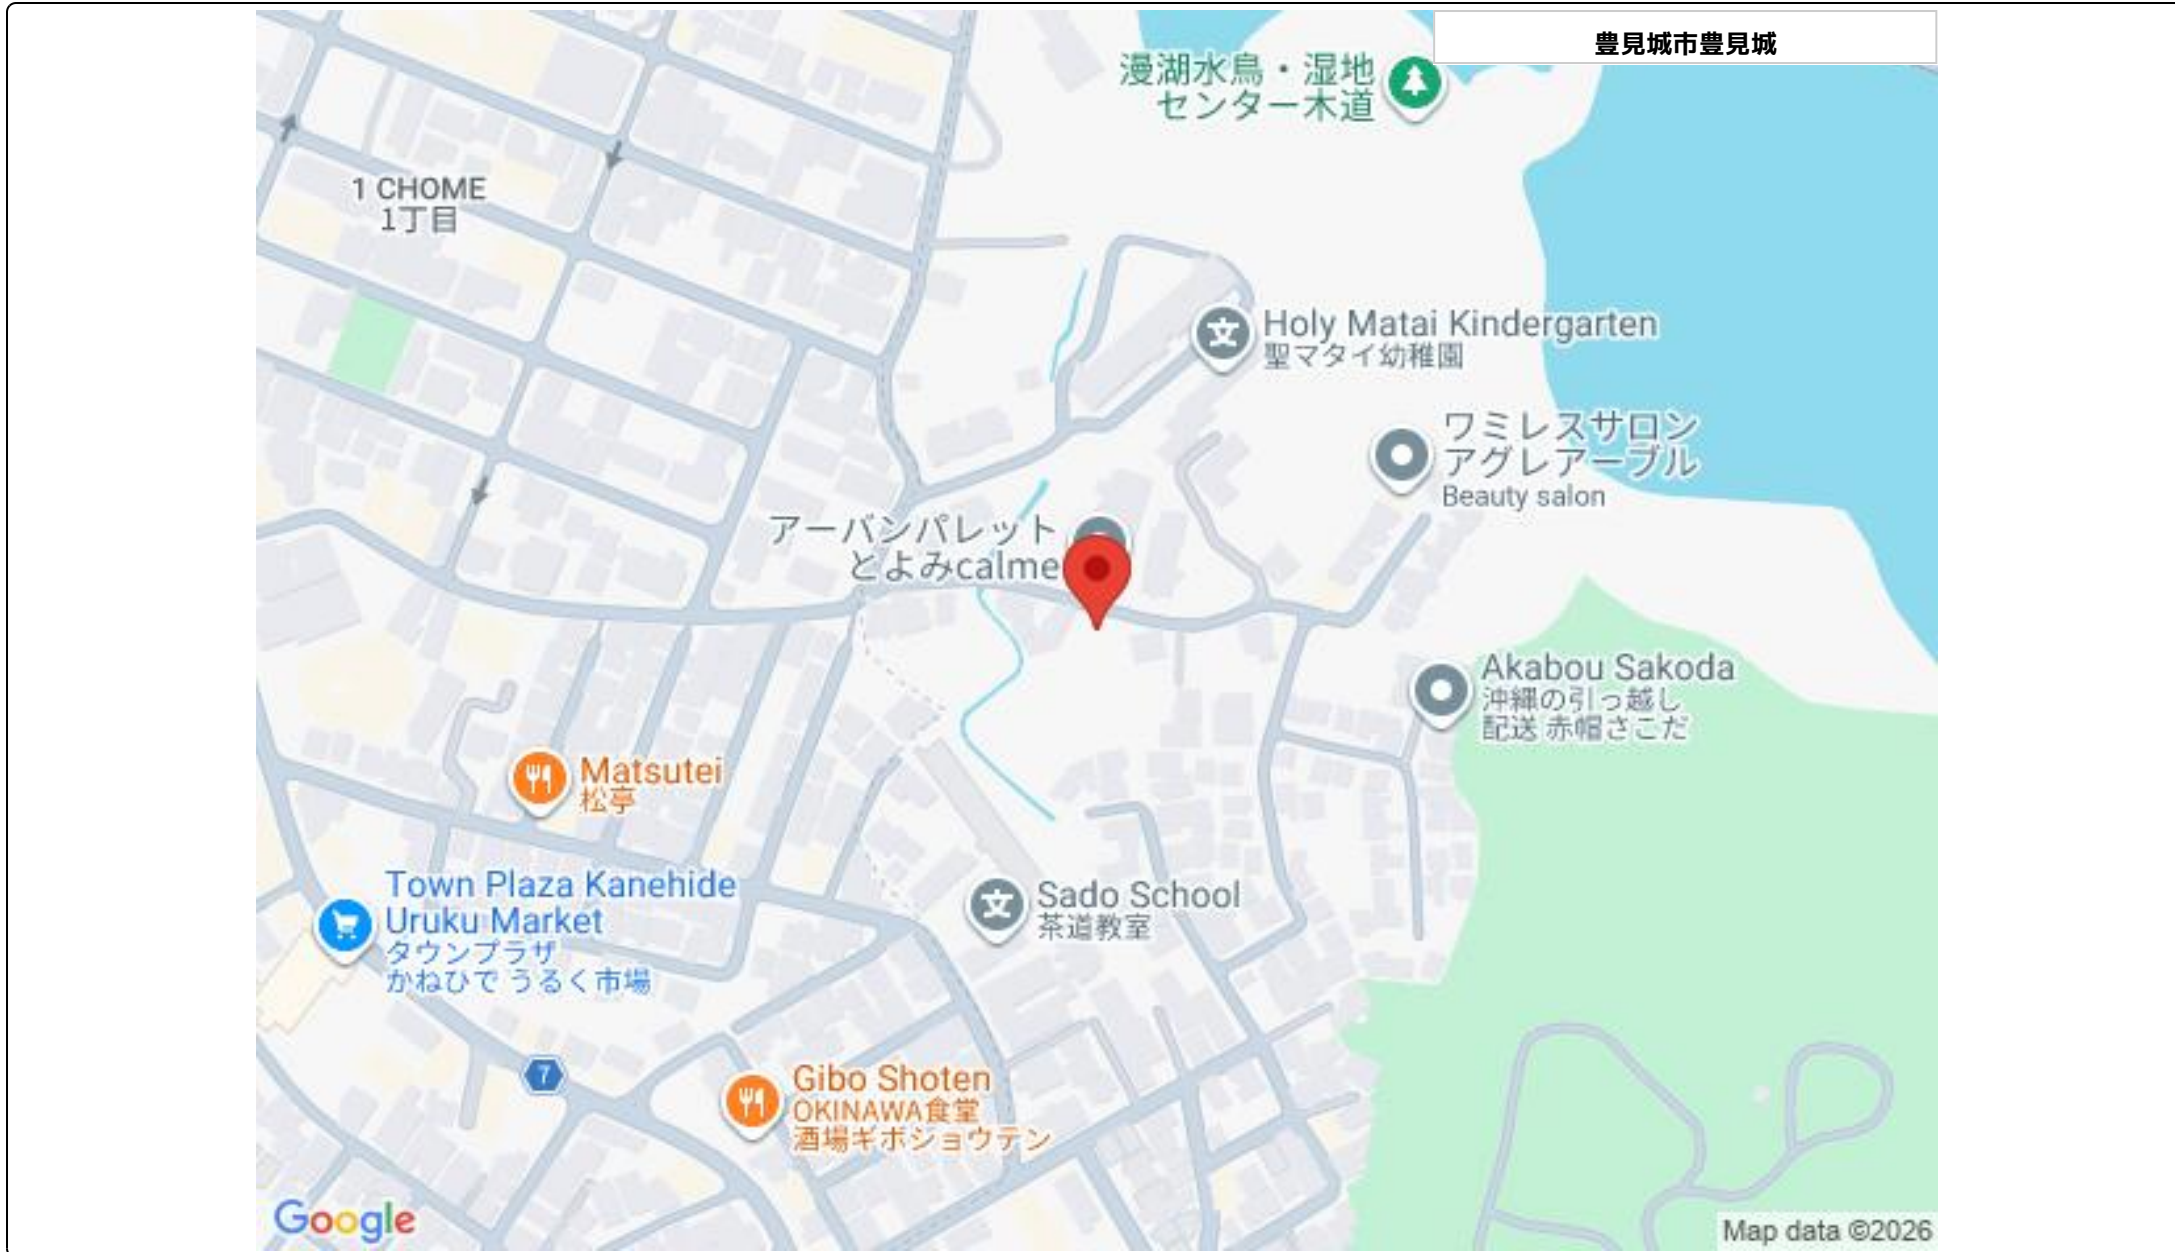 豊見城市豊見城
漫湖水鳥・湿地
センター木道
1 CHOME
1丁目
Holy Matai Kindergarten
聖マタイ幼稚園
ワミレスサロン
アグレアーブル
Beauty salon
アーバンパレット
とよみcalme
Akabou Sakoda
沖縄の引っ越し
配送 赤帽さこだ
Matsutei
松亭
Town Plaza Kanehide
Uruku Market
タウンプラザ
かねひで うるく市場
Sado School
茶道教室
7
Gibo Shoten
OKINAWA食堂
酒場ギボショウテン
Google
Map data ©2026